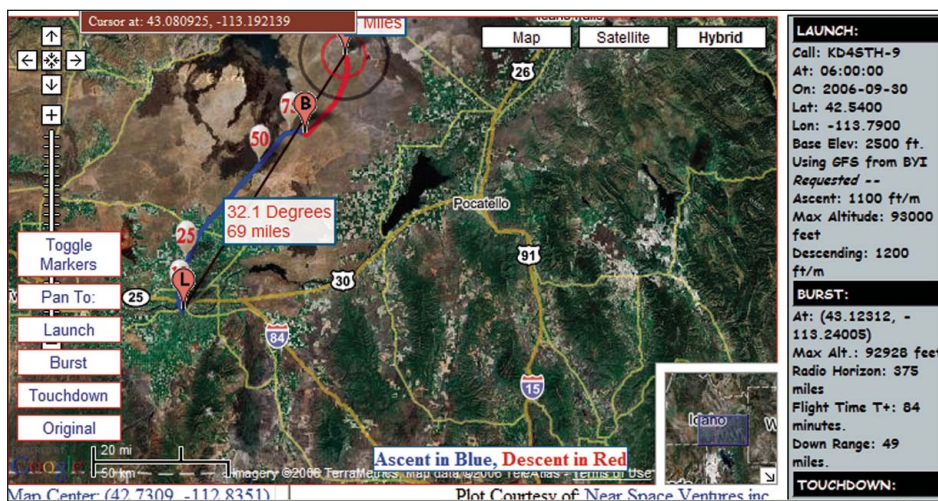 Cursor at: 43.080925, -113.192139
Miles
Map
Satellite
Hybrid
26
B
50
32.1 Degrees
69 miles
Pocatello
25
L
25
30
91
84
15
Toggle
Markers
Pan To:
Launch
Burst
Touchdown
Original
20 mi
50 km
Idaho
W
Ascent in Blue, Descent in Red
Imagery ©2006 TerraMetrics, Map data ©2006 TeleAtlas - Terms of Use
Map Center: (42.7309, -112.8351)
Plot Courtesy of: Near Space Ventures inc
LAUNCH:
Call: KD4STH-9
At: 06:00:00
On: 2006-09-30
Lat: 42.5400
Lon: -113.7900
Base Elev: 2500 ft.
Using GFS from BYI
Requested --
Ascent: 1100 ft/m
Max Altitude: 93000
feet
Descending: 1200
ft/m
BURST:
At: (43.12312, -
113.24005)
Max Alt.: 92928 feet
Radio Horizon: 375
miles
Flight Time T+: 84
minutes.
Down Range: 49
miles.
TOUCHDOWN: